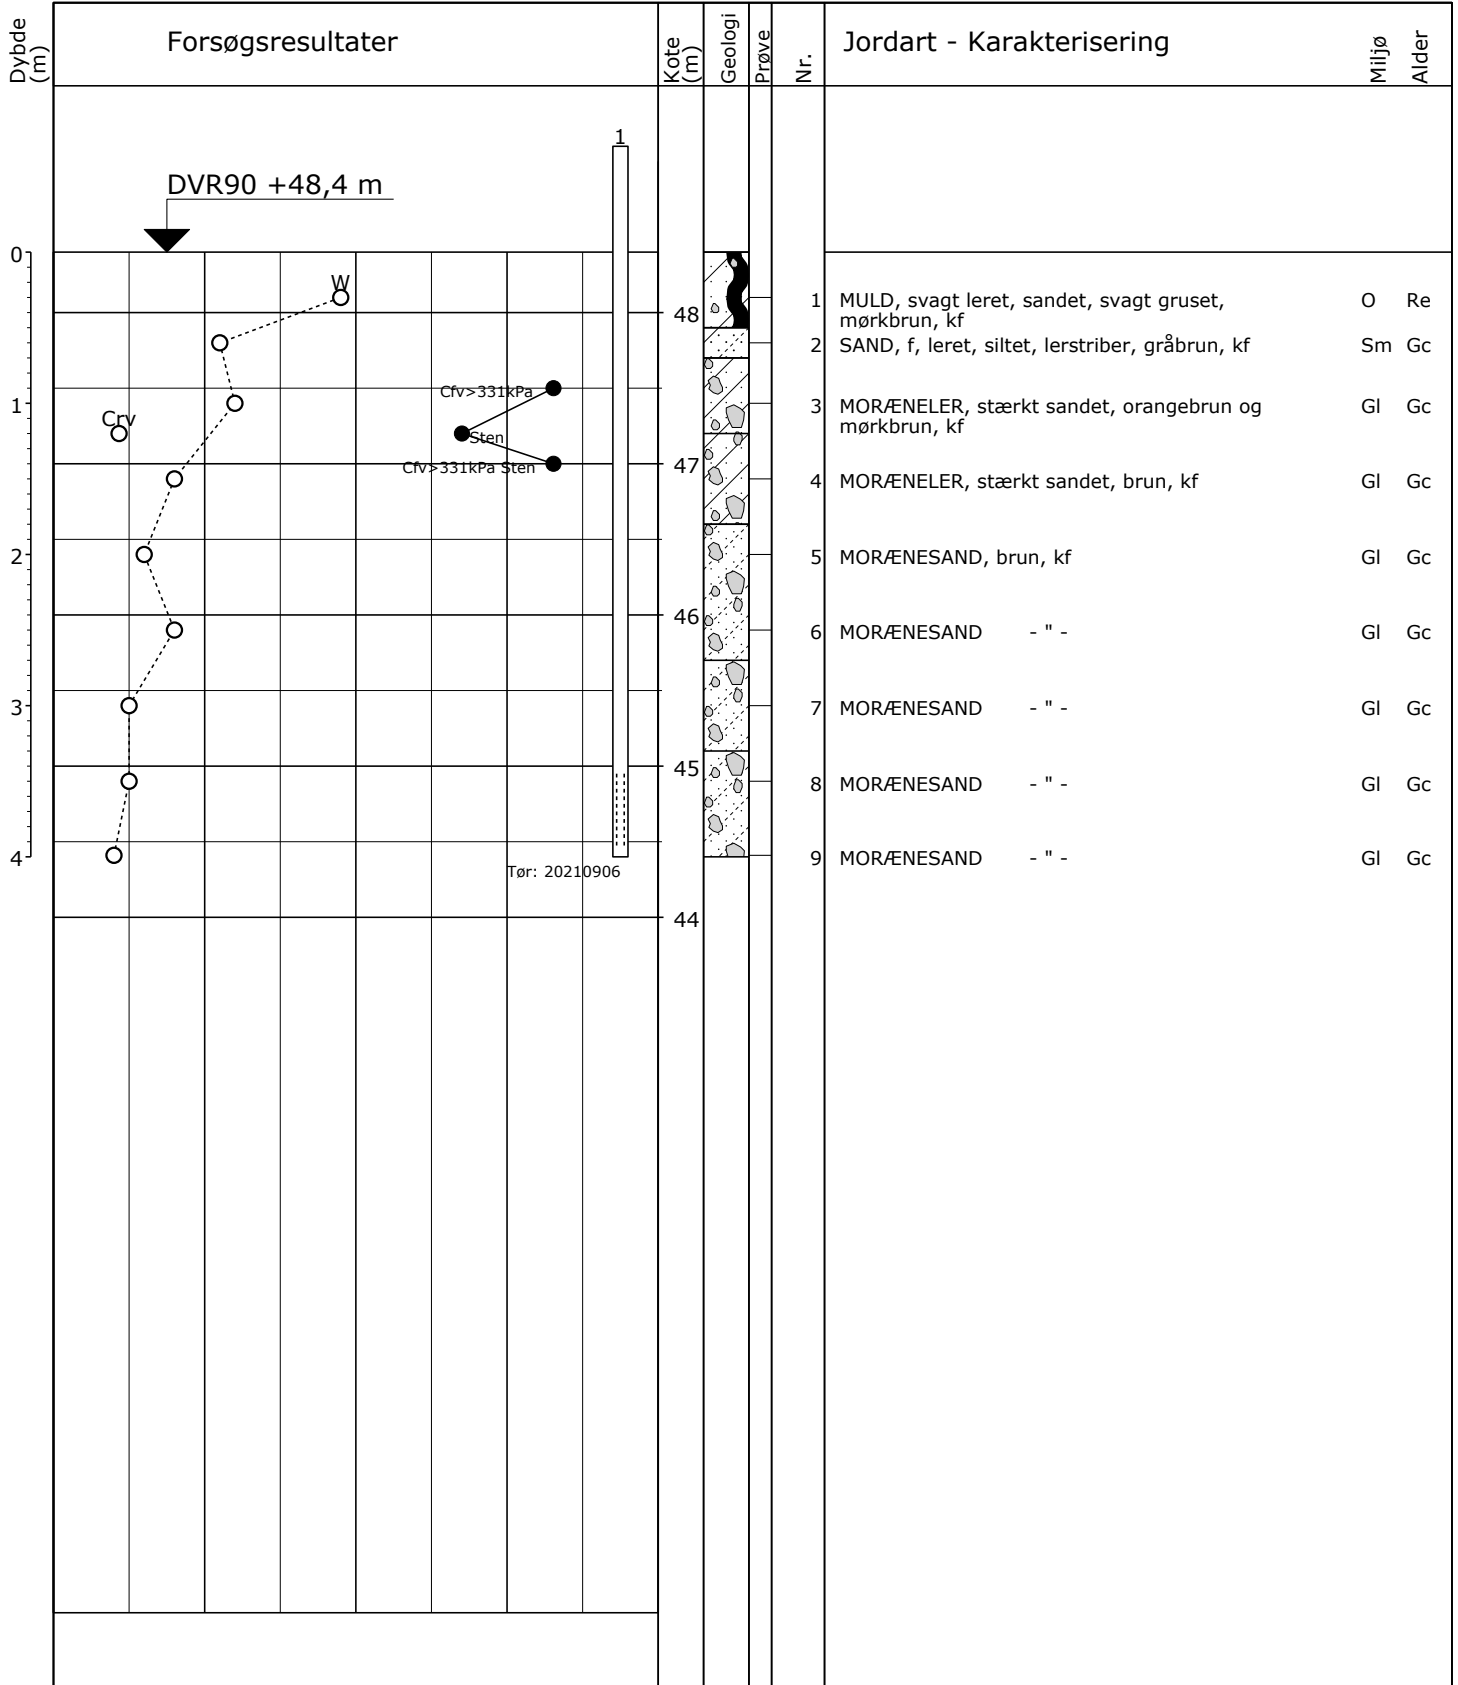 Dybde
(m)
Forsøgsresultater
Kote
(m)
Geologi
Prøve
Nr.
Jordart - Karakterisering
Miljø
Alder
1
DVR90 +48,4 m
0
W
48
1 MULD, svagt leret, sandet, svagt gruset, O Re
mørkbrun, kf
2 SAND, f, leret, siltet, lerstriber, gråbrun, kf Sm Gc
Cfv>331kPa
1
Crv
3 MORÆNELER, stærkt sandet, orangebrun og Gl Gc
mørkbrun, kf
Sten
Cfv>331kPa Sten
47
4 MORÆNELER, stærkt sandet, brun, kf Gl Gc
2
5 MORÆNESAND, brun, kf Gl Gc
46
6 MORÆNESAND - " - Gl Gc
3
7 MORÆNESAND - " - Gl Gc
45
8 MORÆNESAND - " - Gl Gc
4
9 MORÆNESAND - " - Gl Gc
Tør: 20210906
44